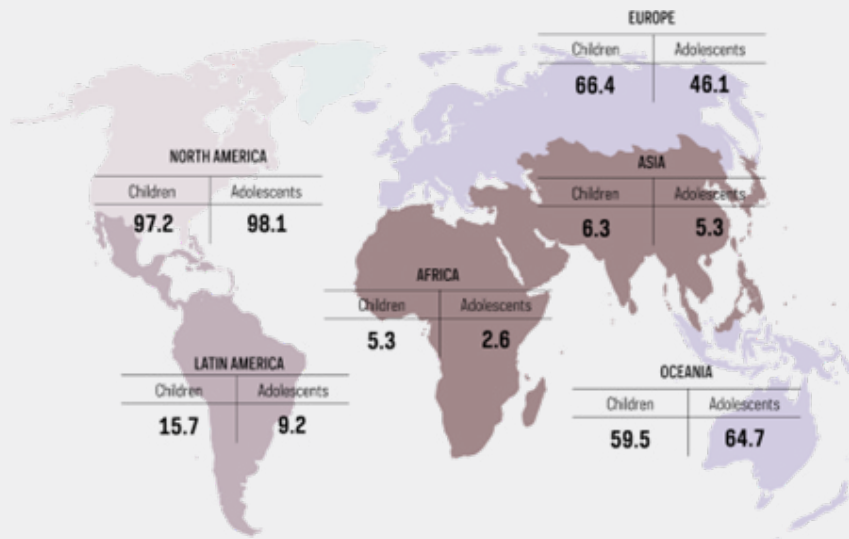 EUROPE
Children Adolescents
66.4 46.1
NORTH AMERICA
Children Adolescents
97.2 98.1
ASIA
Children Adolescents
6.3 5.3
AFRICA
Children Adolescents
5.3 2.6
LATIN AMERICA
Children Adolescents
15.7 9.2
OCEANIA
Children Adolescents
59.5 64.7